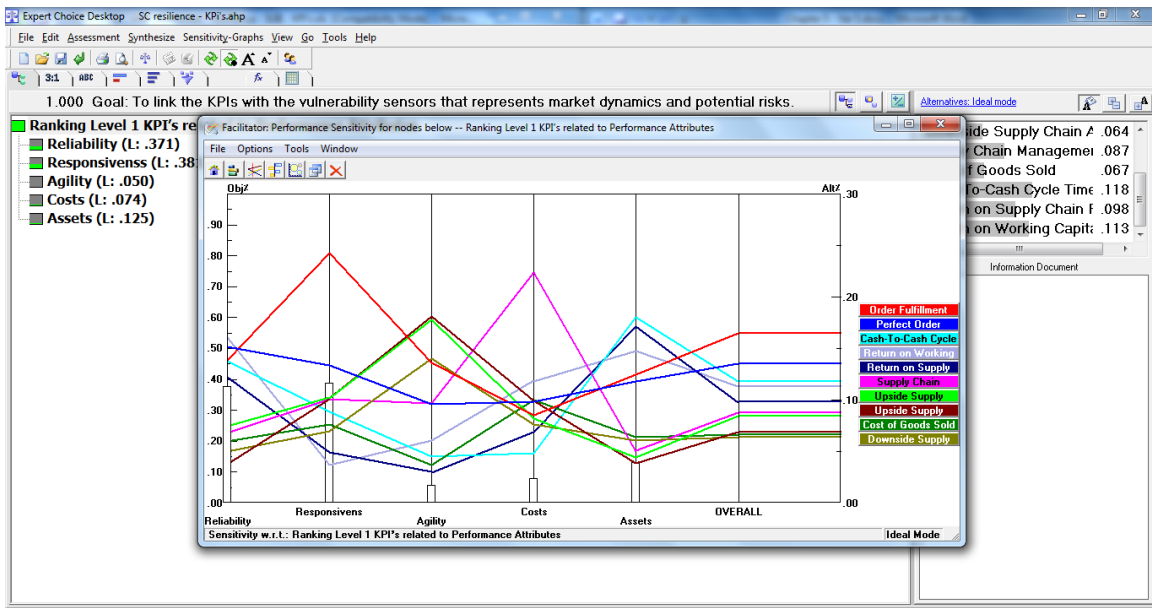 Expert Choice Desktop SC resilience - KPi's.ahp
File Edit Assessment Synthesize Sensitivity-Graphs View Go Tools Help
3:1 ABC
1.000 Goal: To link the KPIs with the vulnerability sensors that represents market dynamics and potential risks.
Alternatives: Ideal mode
Ranking Level 1 KPI's re
Reliability (L: .371)
Responsivenss (L: .38
Agility (L: .050)
Costs (L: .074)
Assets (L: .125)
Facilitator: Performance Sensitivity for nodes below -- Ranking Level 1 KPI's related to Performance Attributes
File Options Tools Window
Obj%
Alt%
.90
.80
.70
.60
.50
.40
.30
.20
.10
.00
.30
.20
.10
.00
Reliability
Responsivens
Agility
Costs
Assets
OVERALL
Order Fulfillment
Perfect Order
Cash-To-Cash Cycle
Return on Working
Return on Supply
Supply Chain
Upside Supply
Upside Supply
Cost of Goods Sold
Downside Supply
Sensitivity w.r.t.: Ranking Level 1 KPI's related to Performance Attributes
Ideal Mode
side Supply Chain .064
Chain Managemei .087
f Goods Sold .067
To-Cash Cycle Time .118
on Supply Chain .098
on Working Capit .113
Information Document